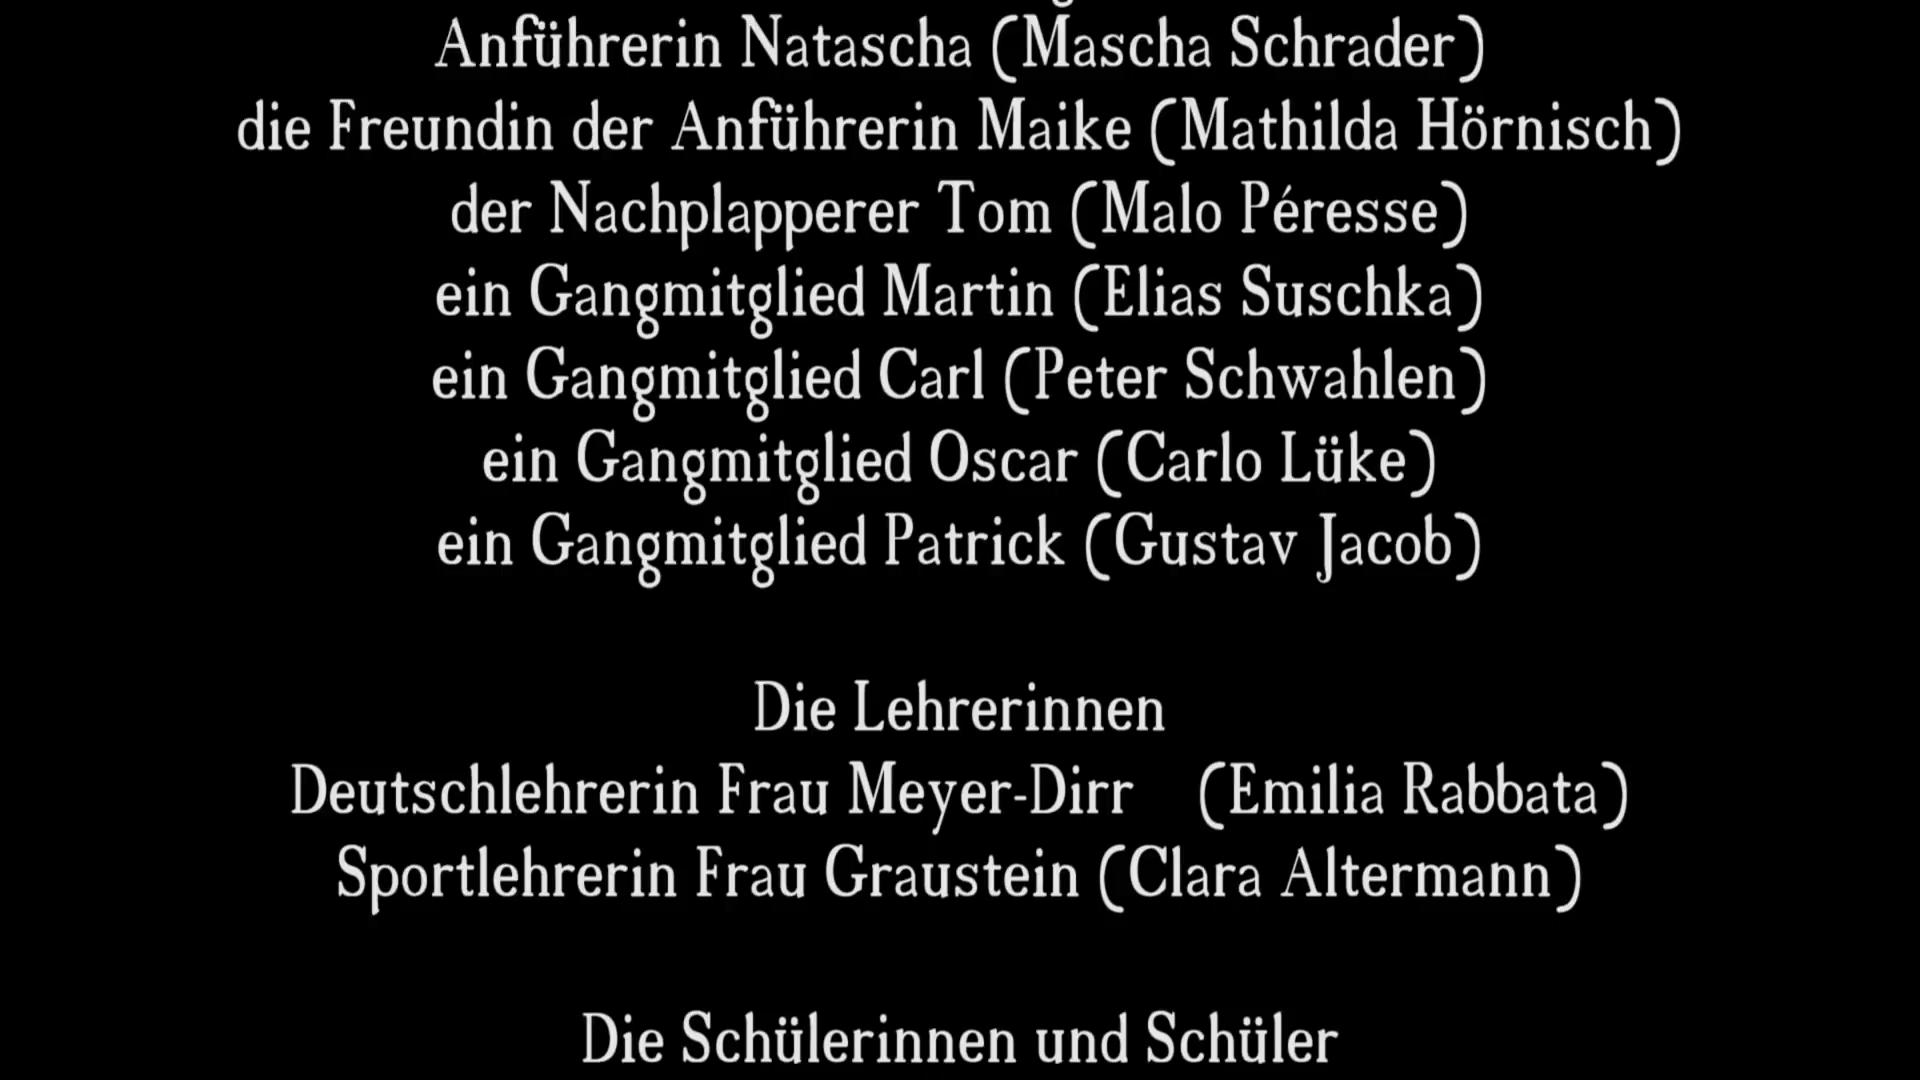 Anführerin Natascha (Mascha Schrader)
die Freundin der Anführerin Maike (Mathilda Hörnisch)
der Nachplapperer Tom (Malo Péresse)
ein Gangmitglied Martin (Elias Suschka)
ein Gangmitglied Carl (Peter Schwahlen)
ein Gangmitglied Oscar (Carlo Lüke)
ein Gangmitglied Patrick (Gustav Jacob)
Die Lehrerinnen
Deutschlehrerin Frau Meyer-Dirr (Emilia Rabbata)
Sportlehrerin Frau Graustein (Clara Altermann)
Die Schülerinnen und Schüler